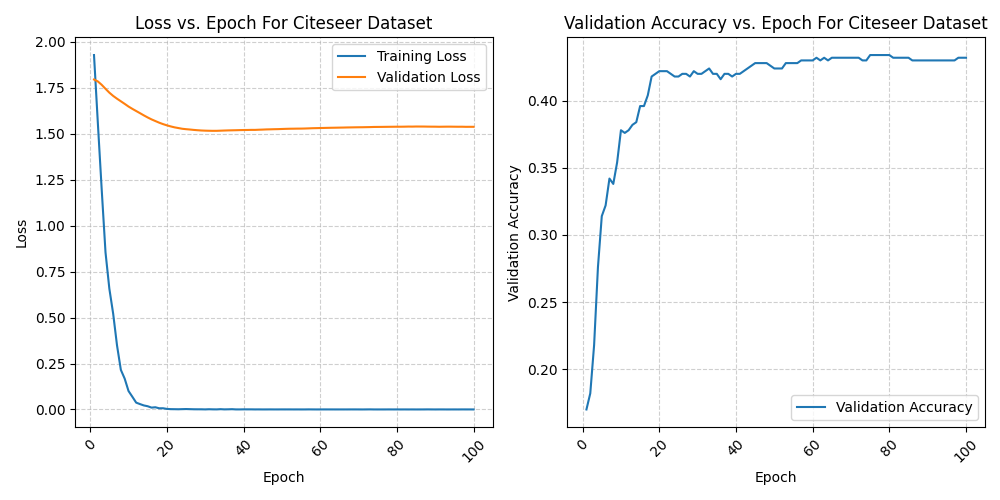 Loss vs. Epoch For Citeseer Dataset
2.00
1.75
1.50
1.25
1.00
0.75
0.50
0.25
0.00
Loss
0
20
40
60
80
100
Epoch
Training Loss
Validation Loss
Validation Accuracy vs. Epoch For Citeseer Dataset
0.40
0.35
0.30
0.25
0.20
Validation Accuracy
0
20
40
60
80
100
Epoch
Validation Accuracy